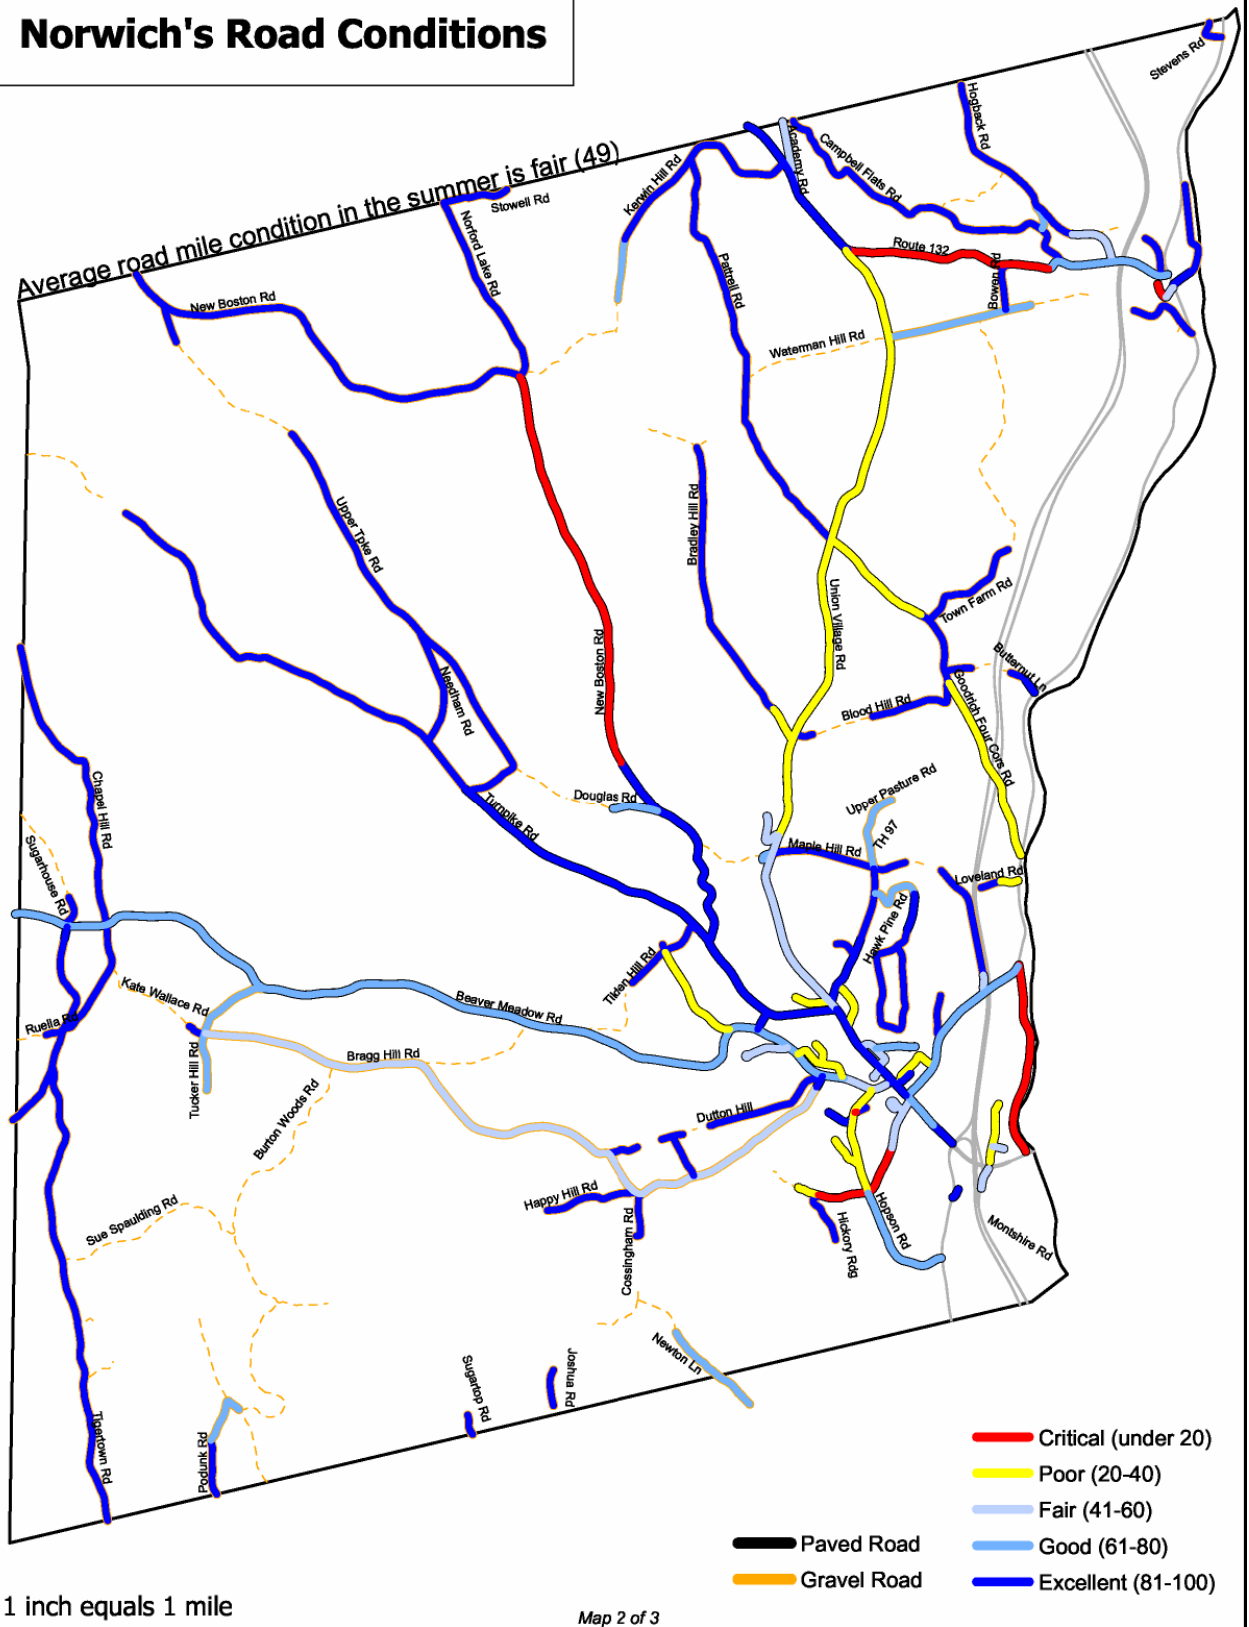 Norwich's Road Conditions
Stevens Rd
Hogback Rd
Academy Rd
Campbell Flats Rd
Average road mile condition in the summer is fair (49)
Kerwin Hill Rd
Stowell Rd
Norford Lake Rd
Route 132
Pattrell Rd
Bowen Rd
New Boston Rd
Waterman Hill Rd
Upper Tpke Rd
Bradley Hill Rd
Union Village Rd
Town Farm Rd
New Boston Rd
Butternut Ln
Needham Rd
Goodrich Four Cors Rd
Blood Hill Rd
Chapel Hill Rd
Turnpike Rd
Douglas Rd
Upper Pasture Rd
TH 97
Maple Hill Rd
Sugarhouse Rd
Loveland Rd
Hawk Pine Rd
Tilden Hill Rd
Kate Wallace Rd
Beaver Meadow Rd
Ruella Rd
Tucker Hill Rd
Bragg Hill Rd
Burton Woods Rd
Dutton Hill
Happy Hill Rd
Sue Spaulding Rd
Cossingham Rd
Hickory Rdg
Hopson Rd
Montshire Rd
Newton Ln
Joshua Rd
Sugartop Rd
Tigertown Rd
Podunk Rd
Critical (under 20)
Poor (20-40)
Fair (41-60)
Paved Road
Good (61-80)
Gravel Road
Excellent (81-100)
1 inch equals 1 mile
Map 2 of 3